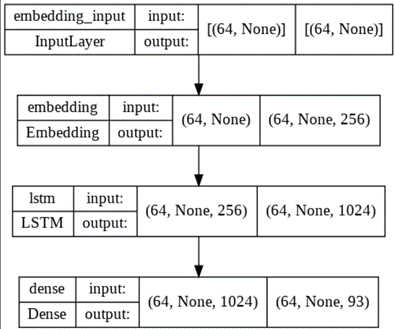 embedding_input input: [(64, None)] [(64, None)]
InputLayer output:
embedding input: (64, None) (64, None, 256)
Embedding output:
lstm input: (64, None, 256) (64, None, 1024)
LSTM output:
dense input: (64, None, 1024) (64, None, 93)
Dense output: